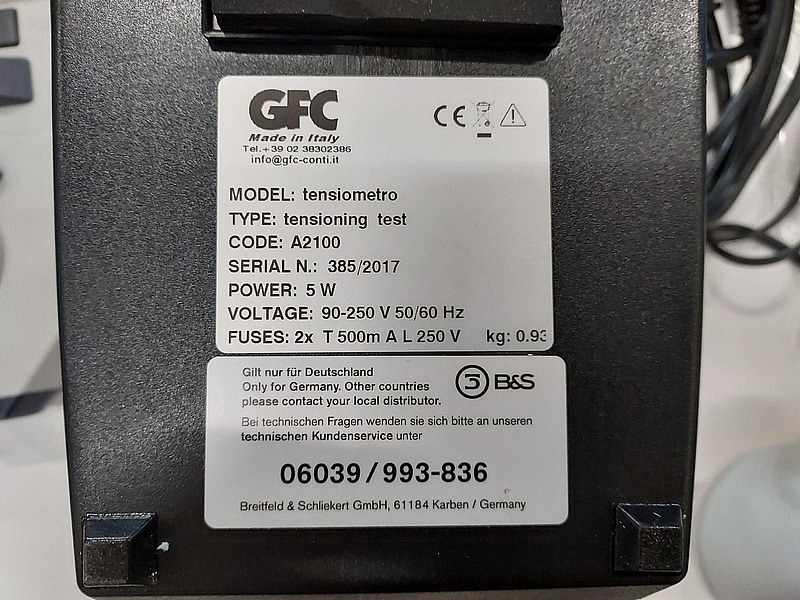 GFC
Made in Italy
Tel.+39 02 38302386
info@gfc-conti.it
CE
MODEL: tensiometro
TYPE: tensioning test
CODE: A2100
SERIAL N.: 385/2017
POWER: 5 W
VOLTAGE: 90-250 V 50/60 Hz
FUSES: 2x T 500m A L 250 V kg: 0.93
Gilt nur für Deutschland
Only for Germany. Other countries
please contact your local distributor.
B&S
Bei technischen Fragen wenden sie sich bitte an unseren
technischen Kundenservice unter
06039/993-836
Breitfeld & Schliekert GmbH, 61184 Karben / Germany